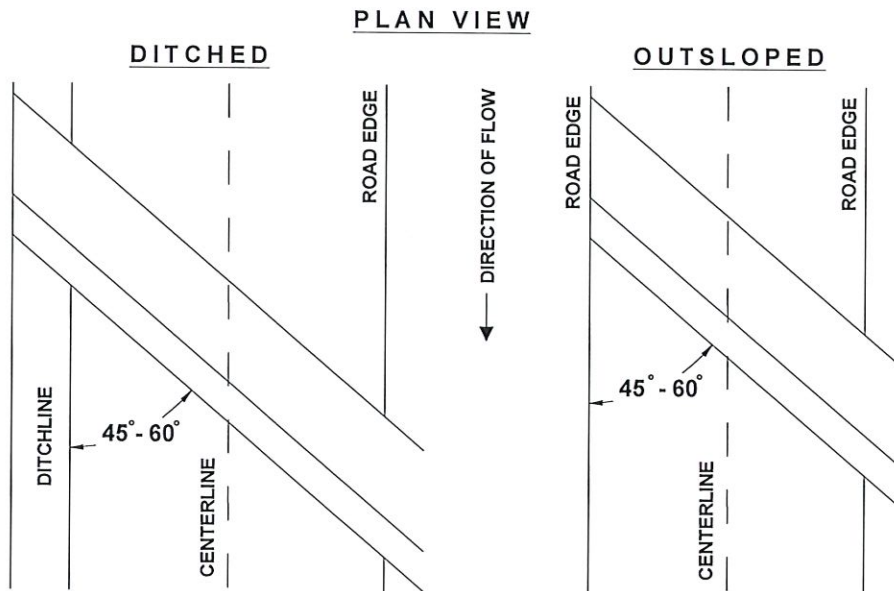 PLAN VIEW
DITCHED
OUTSLOPED
ROAD EDGE
DIRECTION OF FLOW
ROAD EDGE
ROAD EDGE
45° - 60°
45° - 60°
DITCHLINE
CENTERLINE
CENTERLINE